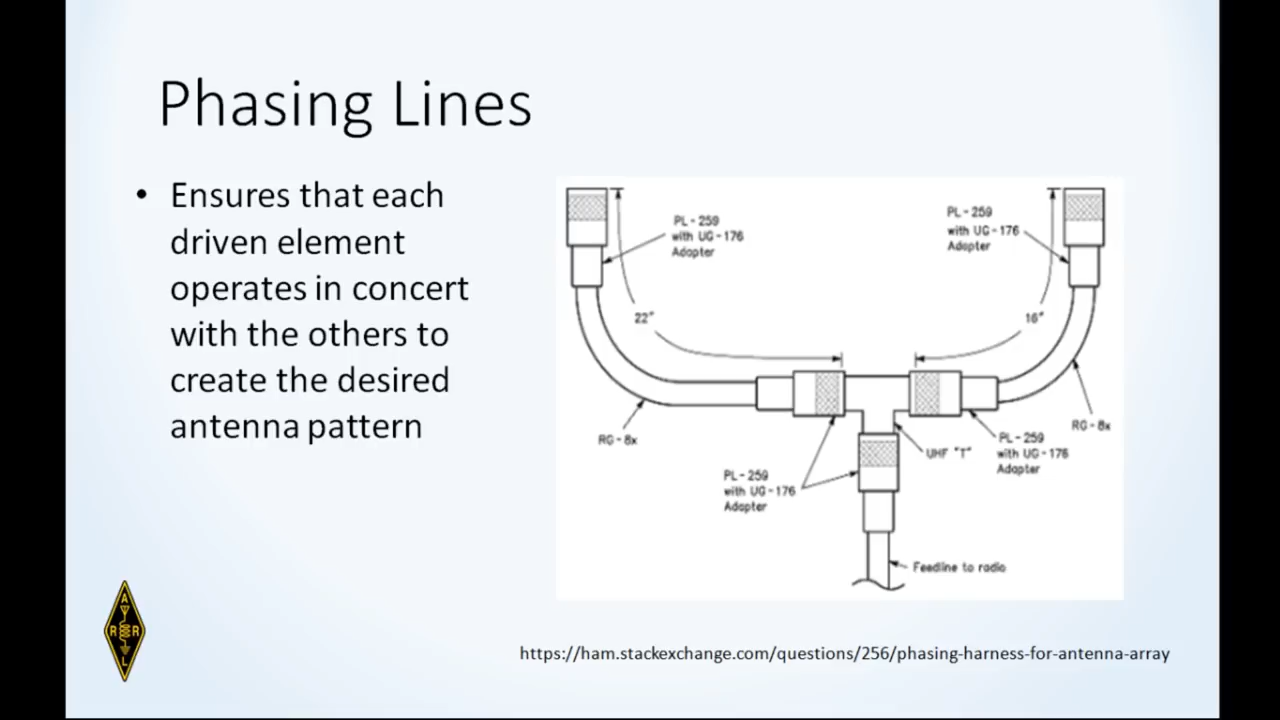 Phasing Lines
• Ensures that each
driven element
operates in concert
with the others to
create the desired
antenna pattern
PL-259
with UG-176
Adapter
PL-259
with UG-176
Adapter
22"
16"
RG-8x
RG-8x
PL-259
with UG-176
Adapter
UHF "T"
PL-259
with UG-176
Adapter
Feedline to radio
A
R R
L
https://ham.stackexchange.com/questions/256/phasing-harness-for-antenna-array